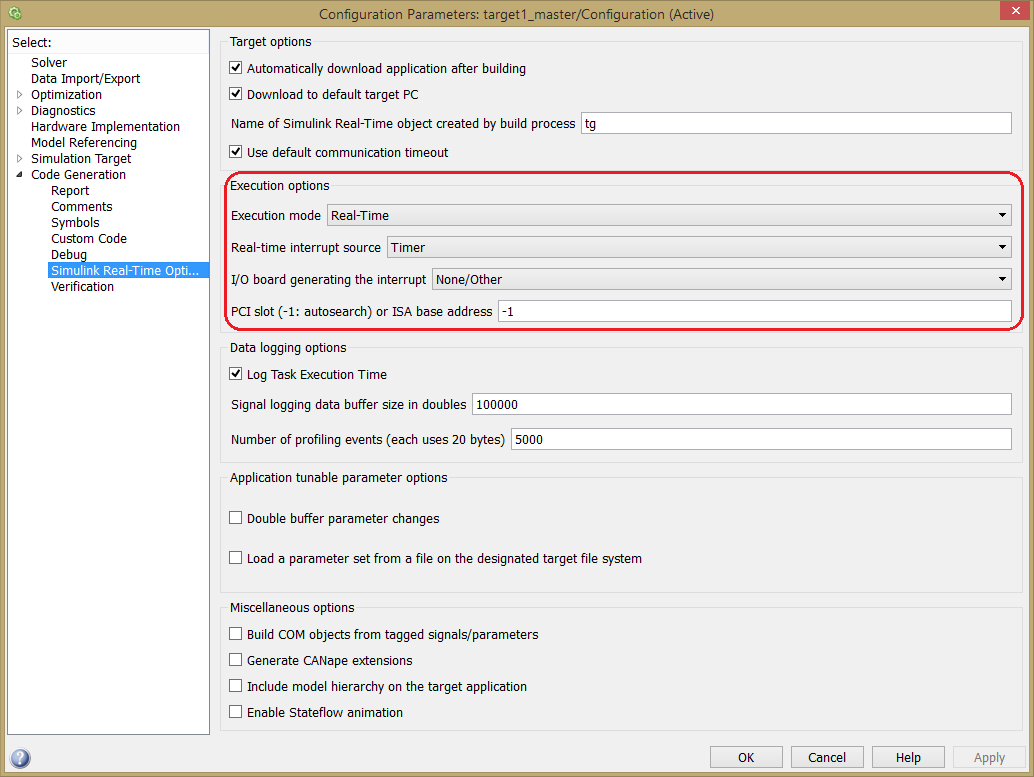 Configuration Parameters: target1_master/Configuration (Active)
Select:
Solver
Data Import/Export
Optimization
Diagnostics
Hardware Implementation
Model Referencing
Simulation Target
Code Generation
Report
Comments
Symbols
Custom Code
Debug
Simulink Real-Time Opti...
Verification
Target options
Automatically download application after building
Download to default target PC
Name of Simulink Real-Time object created by build process tg
Use default communication timeout
Execution options
Execution mode Real-Time
Real-time interrupt source Timer
I/O board generating the interrupt None/Other
PCI slot (-1: autosearch) or ISA base address -1
Data logging options
Log Task Execution Time
Signal logging data buffer size in doubles 100000
Number of profiling events (each uses 20 bytes) 5000
Application tunable parameter options
Double buffer parameter changes
Load a parameter set from a file on the designated target file system
Miscellaneous options
Build COM objects from tagged signals/parameters
Generate CANape extensions
Include model hierarchy on the target application
Enable Stateflow animation
? OK Cancel Help Apply